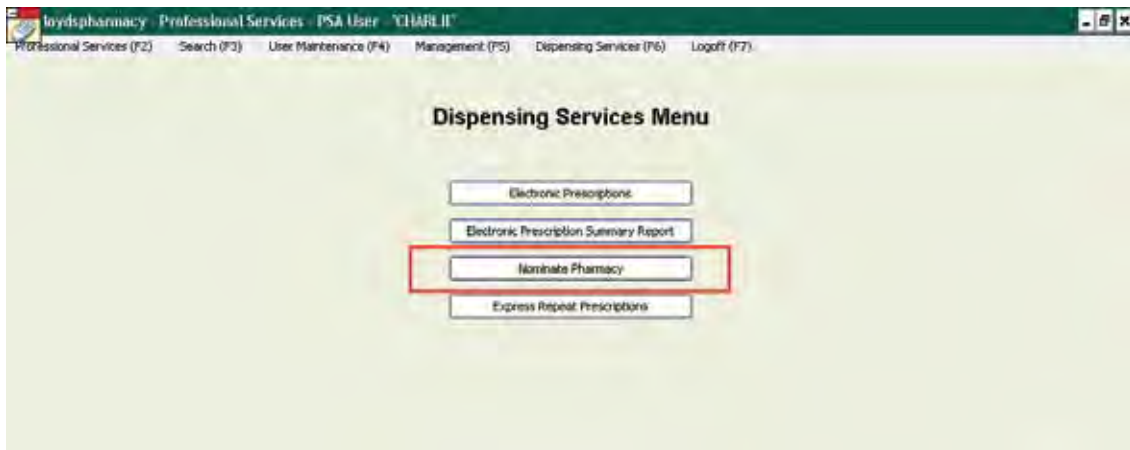 loydspharmacy - Professional Services - PSA User - "CHARLIE"
Professional Services (F2) Search (F3) User Maintenance (F4) Management (F5) Dispensing Services (F6) Logoff (F7)
Dispensing Services Menu
Electronic Prescriptions
Electronic Prescription Summary Report
Nominate Pharmacy
Express Repeat Prescriptions